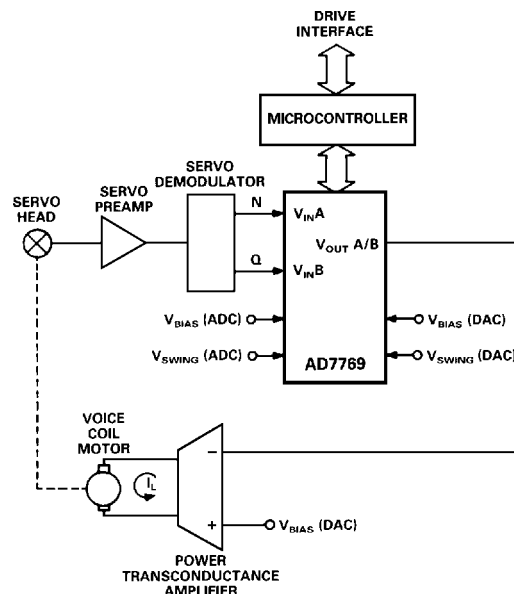 DRIVE
INTERFACE
MICROCONTROLLER
SERVO
DEMODULATOR
SERVO
PREAMP
SERVO
HEAD
N
Q
VINA
VOUT A/B
VINB
VBIAS (ADC)
VBIAS (DAC)
VSWING (ADC)
VSWING (DAC)
AD7769
VOICE
COIL
MOTOR
IL
−
+
VBIAS (DAC)
POWER
TRANSCONDUCTANCE
AMPLIFIER